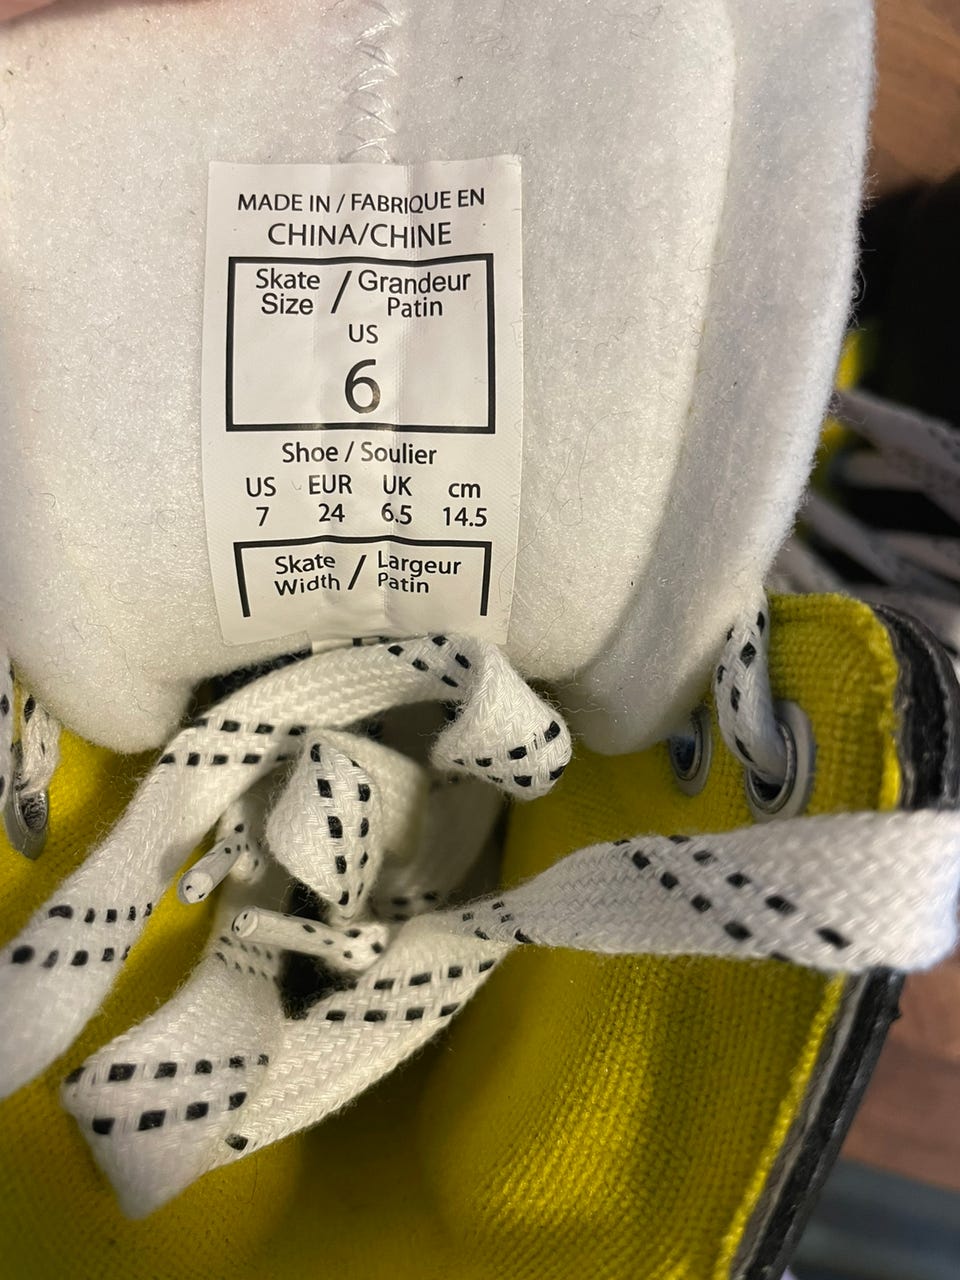 MADE IN / FABRIQUE EN
CHINA/CHINE
Skate Size / Grandeur Patin
US
6
Shoe / Soulier
US EUR UK cm
7 24 6.5 14.5
Skate Width / Largeur Patin